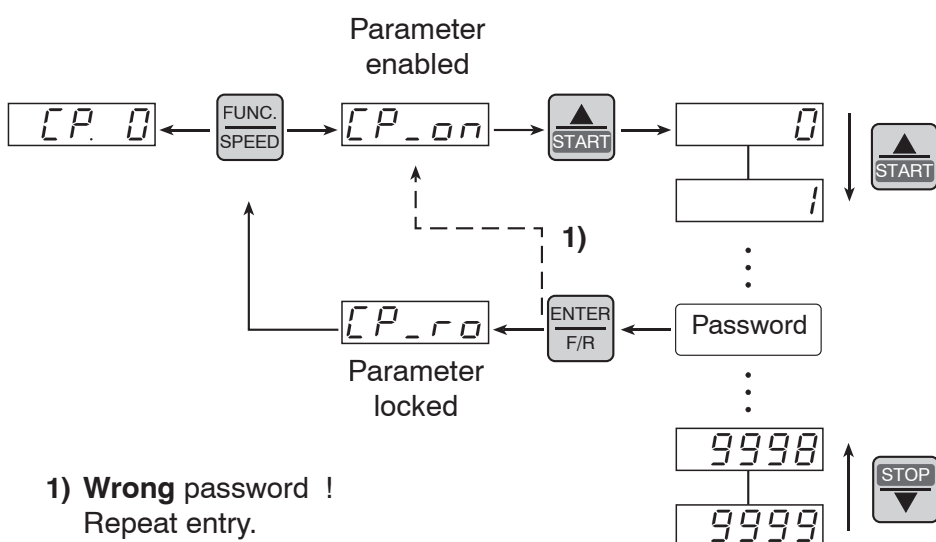 Parameter
enabled
CP. 0
FUNC.
SPEED
CP_on
START
0
START
1
1)
CP_ro
ENTER
F/R
Password
Parameter
locked
9998
STOP
9999
1) Wrong password !
Repeat entry.